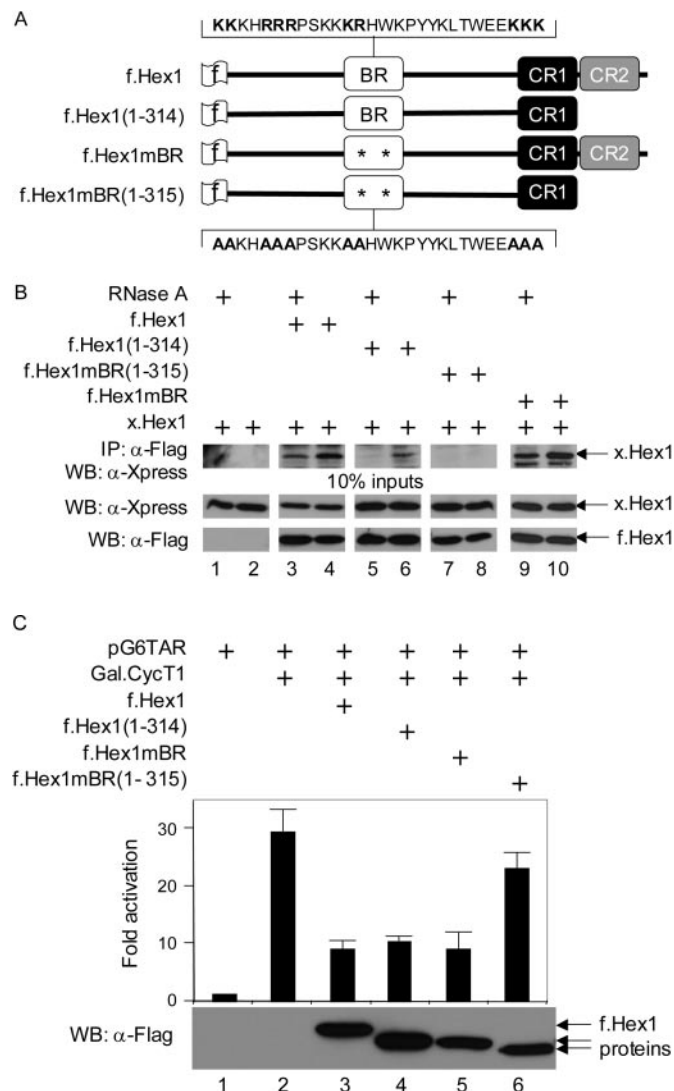 A
KKKHRRRPSKKKRHWKPYYKLTWEEKKK
f.Hex1 f BR CR1 CR2
f.Hex1(1-314) f BR CR1
f.Hex1mBR f * * CR1 CR2
f.Hex1mBR(1-315) f * * CR1
AAKHAAAPSKKAAHWKPYYKLTWEEAAA
B
RNase A + + + + +
f.Hex1 + +
f.Hex1(1-314) + +
f.Hex1mBR(1-315) + +
f.Hex1mBR + +
x.Hex1 + + + + + + + + + +
IP: α-Flag
WB: α-Xpress
x.Hex1
10% inputs
WB: α-Xpress x.Hex1
WB: α-Flag f.Hex1
1 2 3 4 5 6 7 8 9 10
C
pG6TAR + + + + + +
Gal.CycT1 + + + + +
f.Hex1 +
f.Hex1(1-314) +
f.Hex1mBR +
f.Hex1mBR(1- 315) +
Fold activation
30
20
10
0
WB: α-Flag
f.Hex1
proteins
1 2 3 4 5 6